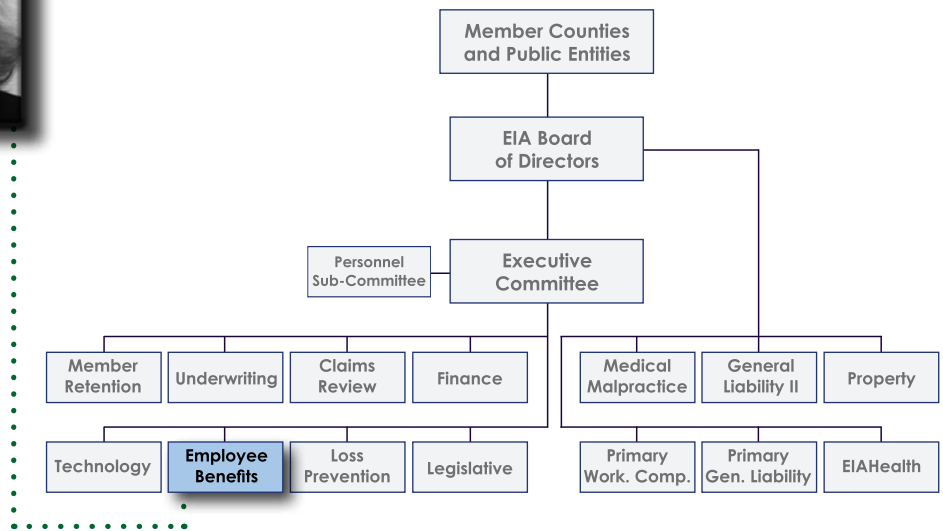 Member Counties
and Public Entities
EIA Board
of Directors
Executive
Committee
Personnel
Sub-Committee
Member
Retention
Underwriting
Claims
Review
Finance
Medical
Malpractice
General
Liability II
Property
Technology
Employee
Benefits
Loss
Prevention
Legislative
Primary
Work. Comp.
Primary
Gen. Liability
EIAHealth